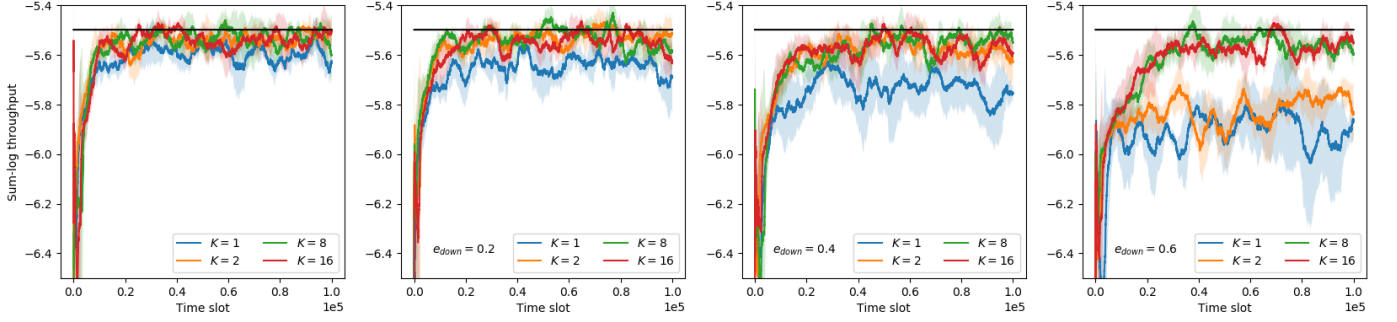 Sum-log throughput
−5.4
−5.6
−5.8
−6.0
−6.2
−6.4
0.0 0.2 0.4 0.6 0.8 1.0
Time slot
1e5
K = 1
K = 2
K = 8
K = 16
−5.4
−5.6
−5.8
−6.0
−6.2
−6.4
e_down = 0.2
0.0 0.2 0.4 0.6 0.8 1.0
Time slot
1e5
K = 1
K = 2
K = 8
K = 16
−5.4
−5.6
−5.8
−6.0
−6.2
−6.4
e_down = 0.4
0.0 0.2 0.4 0.6 0.8 1.0
Time slot
1e5
K = 1
K = 2
K = 8
K = 16
−5.4
−5.6
−5.8
−6.0
−6.2
−6.4
e_down = 0.6
0.0 0.2 0.4 0.6 0.8 1.0
Time slot
1e5
K = 1
K = 2
K = 8
K = 16